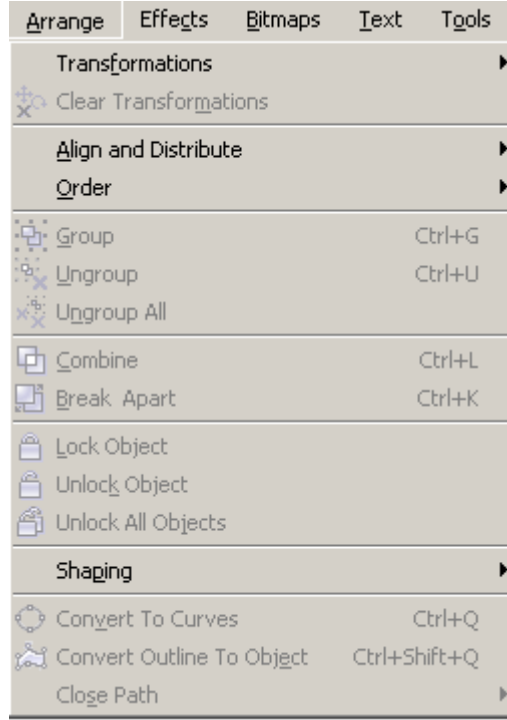 Arrange Effects Bitmaps Text Tools
Transformations
Clear Transformations
Align and Distribute
Order
Group Ctrl+G
Ungroup Ctrl+U
Ungroup All
Combine Ctrl+L
Break Apart Ctrl+K
Lock Object
Unlock Object
Unlock All Objects
Shaping
Convert To Curves Ctrl+Q
Convert Outline To Object Ctrl+Shift+Q
Close Path